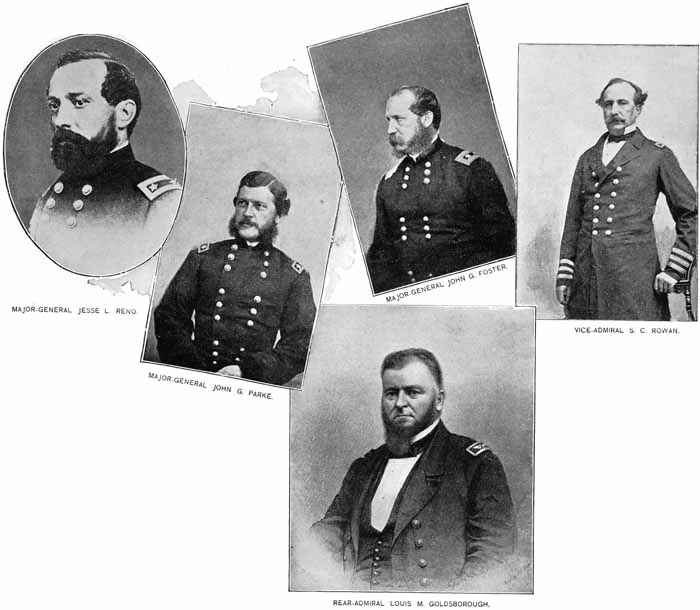 MAJOR-GENERAL JESSE L. RENO.
MAJOR-GENERAL JOHN G. PARKE.
MAJOR-GENERAL JOHN G. FOSTER.
VICE-ADMIRAL S. C. ROWAN.
REAR-ADMIRAL LOUIS M. GOLDSBOROUGH.